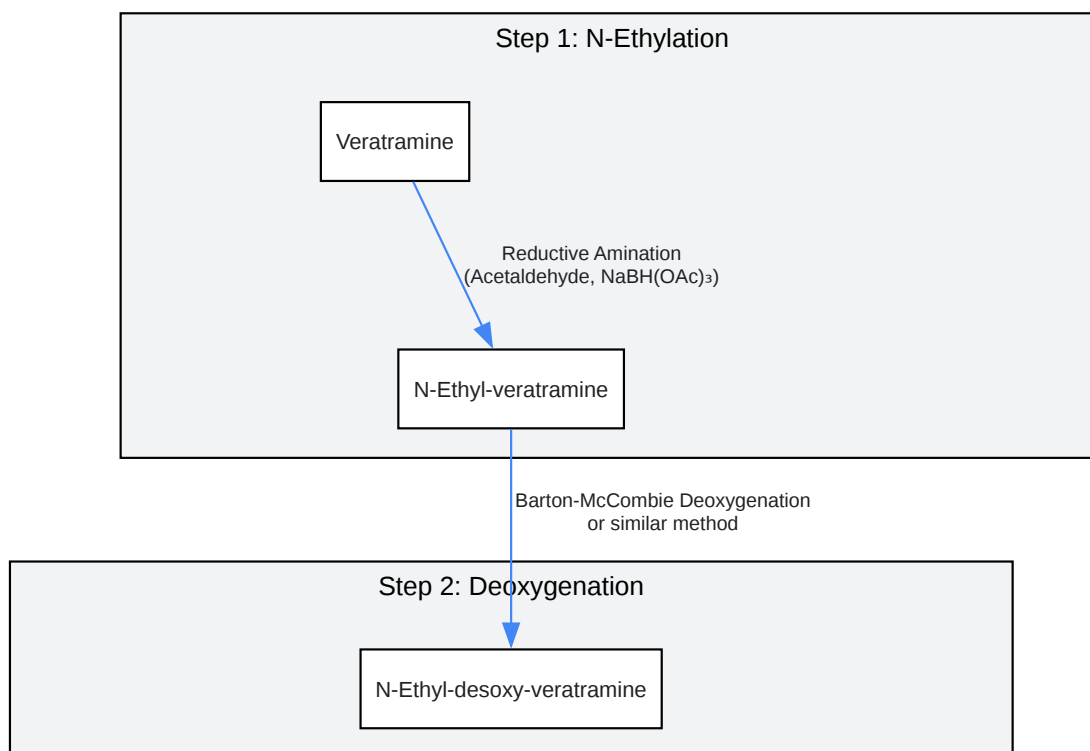 Step 1: N-Ethylation
Veratramine
Reductive Amination
(Acetaldehyde, NaBH(OAc)₃)
N-Ethyl-veratramine
Barton-McCombie Deoxygenation
or similar method
Step 2: Deoxygenation
N-Ethyl-desoxy-veratramine